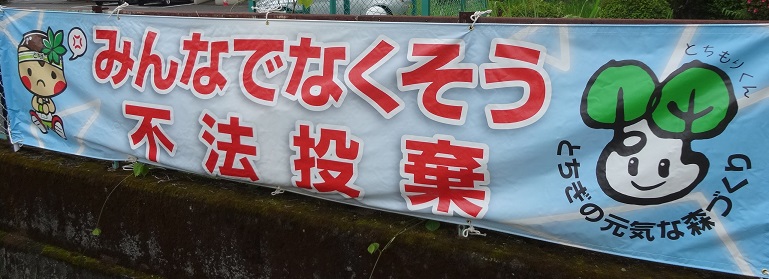 みんなでなくそう
不法投棄
とちもりくん
とちぎの元気な森づくり